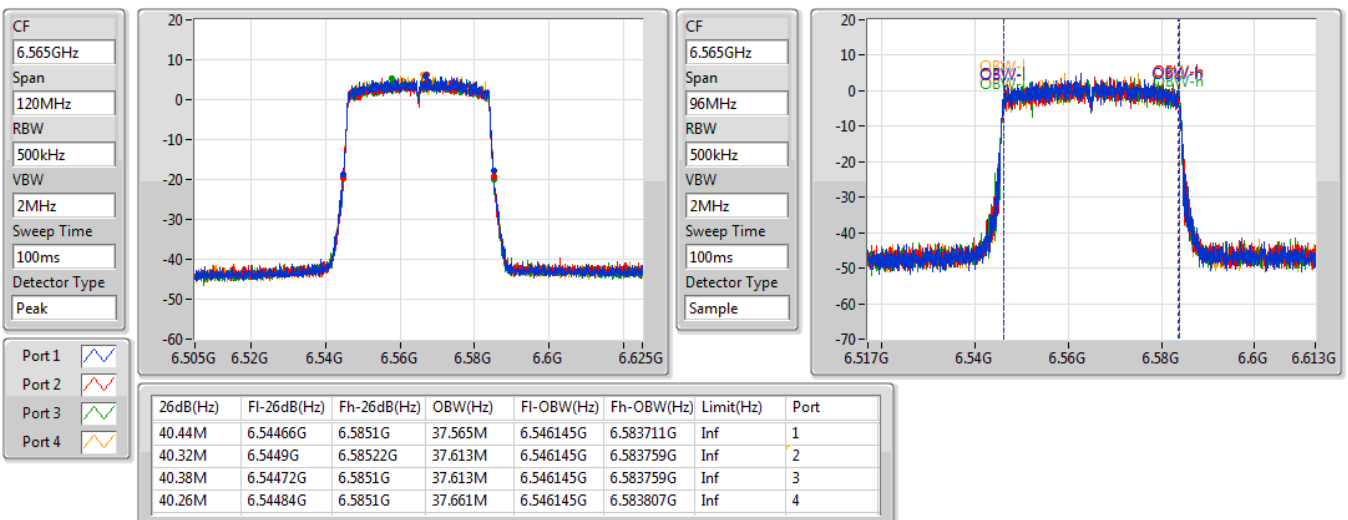 CF
6.565GHz
Span
120MHz
RBW
500kHz
VBW
2MHz
Sweep Time
100ms
Detector Type
Peak
20
10
0
-10
-20
-30
-40
-50
-60
6.505G 6.52G 6.54G 6.56G 6.58G 6.6G 6.625G
CF
6.565GHz
Span
96MHz
RBW
500kHz
VBW
2MHz
Sweep Time
100ms
Detector Type
Sample
20
10
0
-10
-20
-30
-40
-50
-60
-70
OBW-l
OBW-h
6.517G 6.54G 6.56G 6.58G 6.6G 6.613G
Port 1
Port 2
Port 3
Port 4
26dB(Hz) Fl-26dB(Hz) Fh-26dB(Hz) OBW(Hz) Fl-OBW(Hz) Fh-OBW(Hz) Limit(Hz) Port
40.44M 6.54466G 6.5851G 37.565M 6.546145G 6.583711G Inf 1
40.32M 6.5449G 6.58522G 37.613M 6.546145G 6.583759G Inf 2
40.38M 6.54472G 6.5851G 37.613M 6.546145G 6.583759G Inf 3
40.26M 6.54484G 6.5851G 37.661M 6.546145G 6.583807G Inf 4